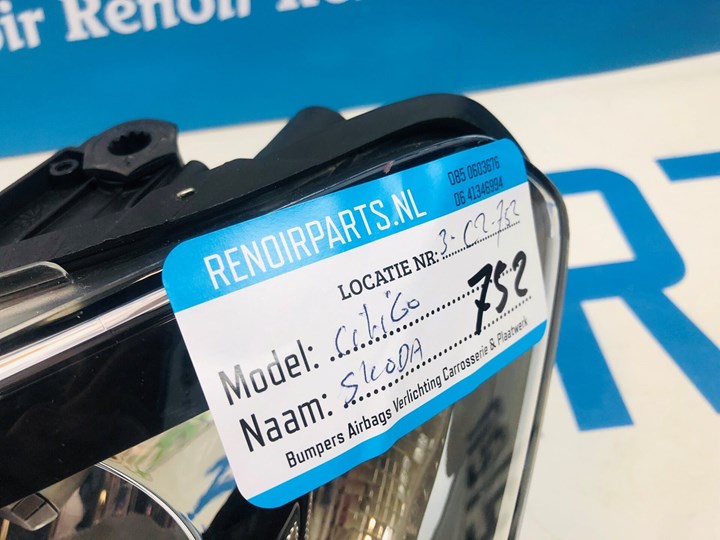 Renoir
RENOIRPARTS.NL
085 0603676
06 41346994
LOCATIE NR: 3-C2-752
Model: CitiGo
752
Naam: SKODA
Bumpers Airbags Verlichting Carrosserie & Plaatwerk